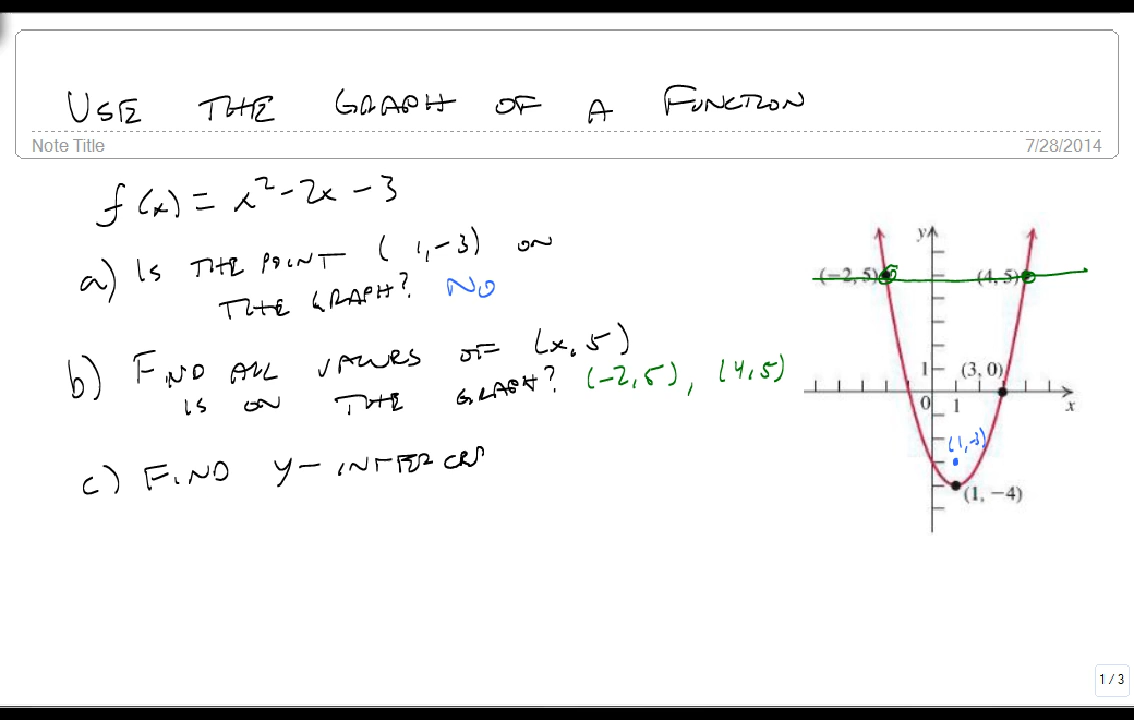 USE THE GRAPH OF A FUNCTION
Note Title
7/28/2014
f(x) = x² - 2x - 3
a) IS THE POINT (1, -3) ON
THE GRAPH? NO
b) FIND ALL VALUES OF (x, 5)
IS ON THE GRAPH? (-2, 5), (4, 5)
c) FIND Y-INTERCEP
y
(-2, 5) 5 (4, 5)
1 (3, 0)
0 1 x
(1, -3)
(1, -4)
1 / 3